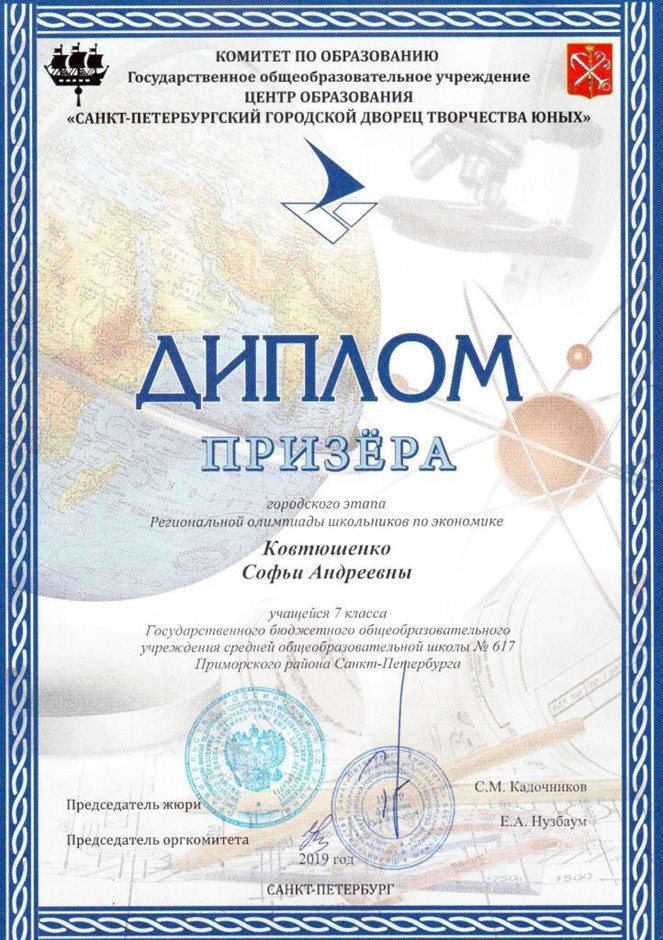 КОМИТЕТ ПО ОБРАЗОВАНИЮ
Государственное общеобразовательное учреждение
ЦЕНТР ОБРАЗОВАНИЯ
«САНКТ-ПЕТЕРБУРГСКИЙ ГОРОДСКОЙ ДВОРЕЦ ТВОРЧЕСТВА ЮНЫХ»
ДИПЛОМ
ПРИЗЁРА
городского этапа
Региональной олимпиады школьников по экономике
Ковтюшенко
Софьи Андреевны
учащейся 7 класса
Государственного бюджетного общеобразовательного
учреждения средней общеобразовательной школы № 617
Приморского района Санкт-Петербурга
Председатель жюри
С.М. Кадочников
Председатель оргкомитета
Е.А. Нузбаум
2019 год
САНКТ-ПЕТЕРБУРГ